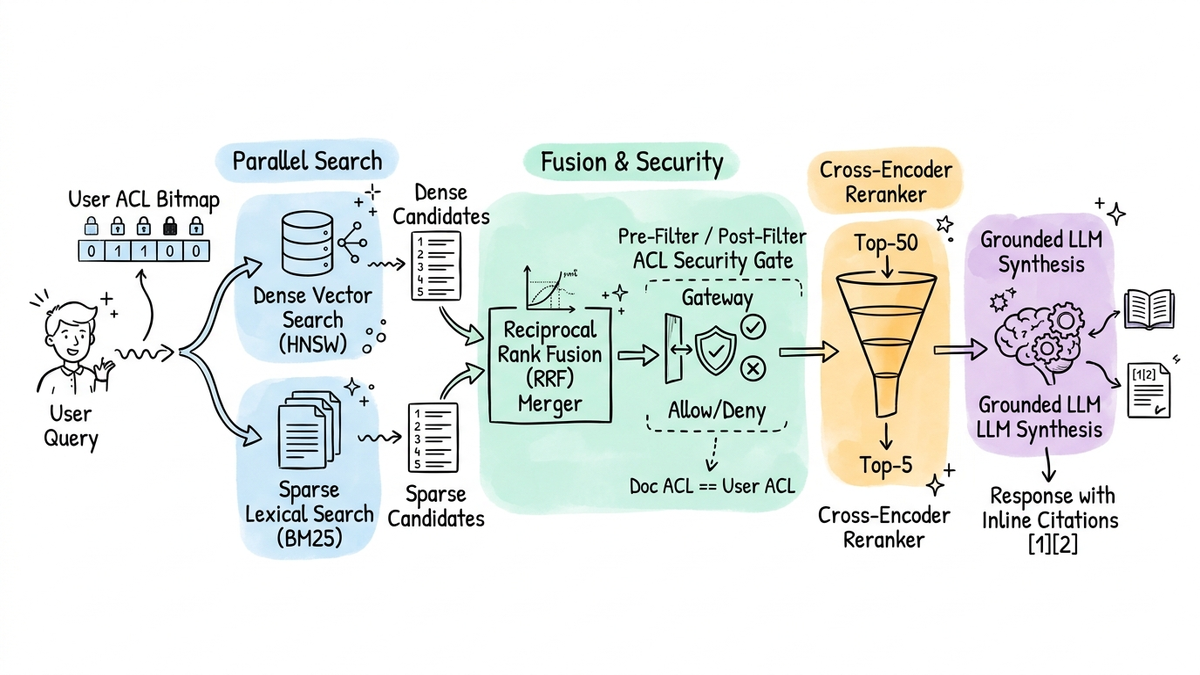 User ACL Bitmap
0 1 1 0 0
User
Query
Parallel Search
Dense Vector
Search
(HNSW)
Sparse
Lexical Search
(BM25)
Dense
Candidates
1
2
3
4
5
1
2
3
4
5
Sparse
Candidates
Fusion & Security
Reciprocal
Rank Fusion
(RRF)
Merger
Pre-Filter / Post-Filter
ACL Security Gate
Gateway
Allow/Deny
Doc ACL == User ACL
Cross-Encoder
Reranker
Top-50
Top-5
Cross-Encoder
Reranker
Grounded LLM
Synthesis
Grounded LLM
LLM Synthesis
[1|2]
Response with
Inline Citations
[1][2]